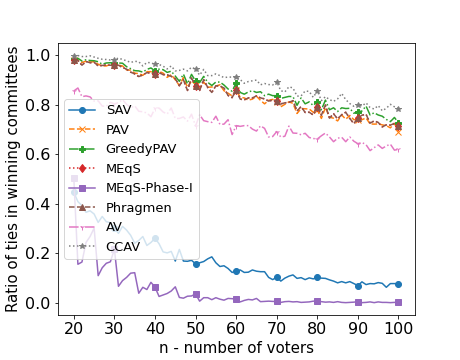 Ratio of ties in winning committees
1.0
0.8
0.6
0.4
0.2
0.0
SAV
PAV
GreedyPAV
MEqS
MEqS-Phase-I
Phragmen
AV
CCAV
20 30 40 50 60 70 80 90 100
n - number of voters